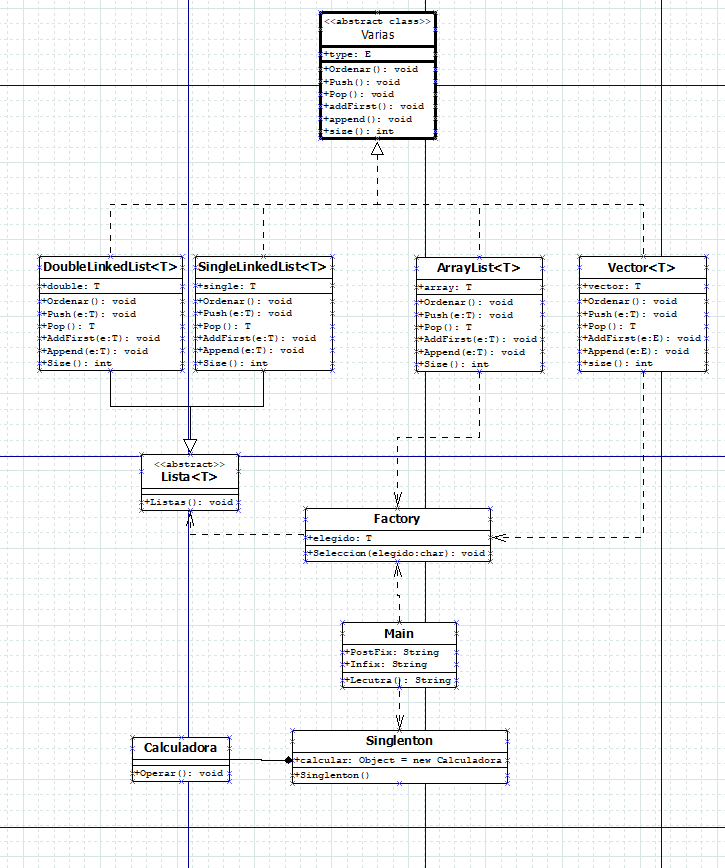 <<abstract class>>
Varias
+type: E
+Ordenar(): void
+Push(): void
+Pop(): void
+addFirst(): void
+append(): void
+size(): int
DoubleLinkedList<T>
+double: T
+Ordenar(): void
+Push(e:T): void
+Pop(): T
+AddFirst(e:T): void
+Append(e:T): void
+Size(): int
SingleLinkedList<T>
+single: T
+Ordenar(): void
+Push(e:T): void
+Pop(): T
+AddFirst(e:T): void
+Append(e:T): void
+Size(): int
ArrayList<T>
+array: T
+Ordenar(): void
+Push(e:T): void
+Pop(): T
+AddFirst(e:T): void
+Append(e:T): void
+Size(): int
Vector<T>
+vector: T
+Ordenar(): void
+Push(e:T): void
+Pop(): T
+AddFirst(e:E): void
+Append(e:E): void
+size(): int
<<abstract>>
Lista<T>
+Listas(): void
Factory
+elegido: T
+Seleccion(elegido:char): void
Main
+PostFix: String
+Infix: String
+Lecutra(): String
Calculadora
+Operar(): void
Singlenton
+calcular: Object = new Calculadora
+Singlenton()